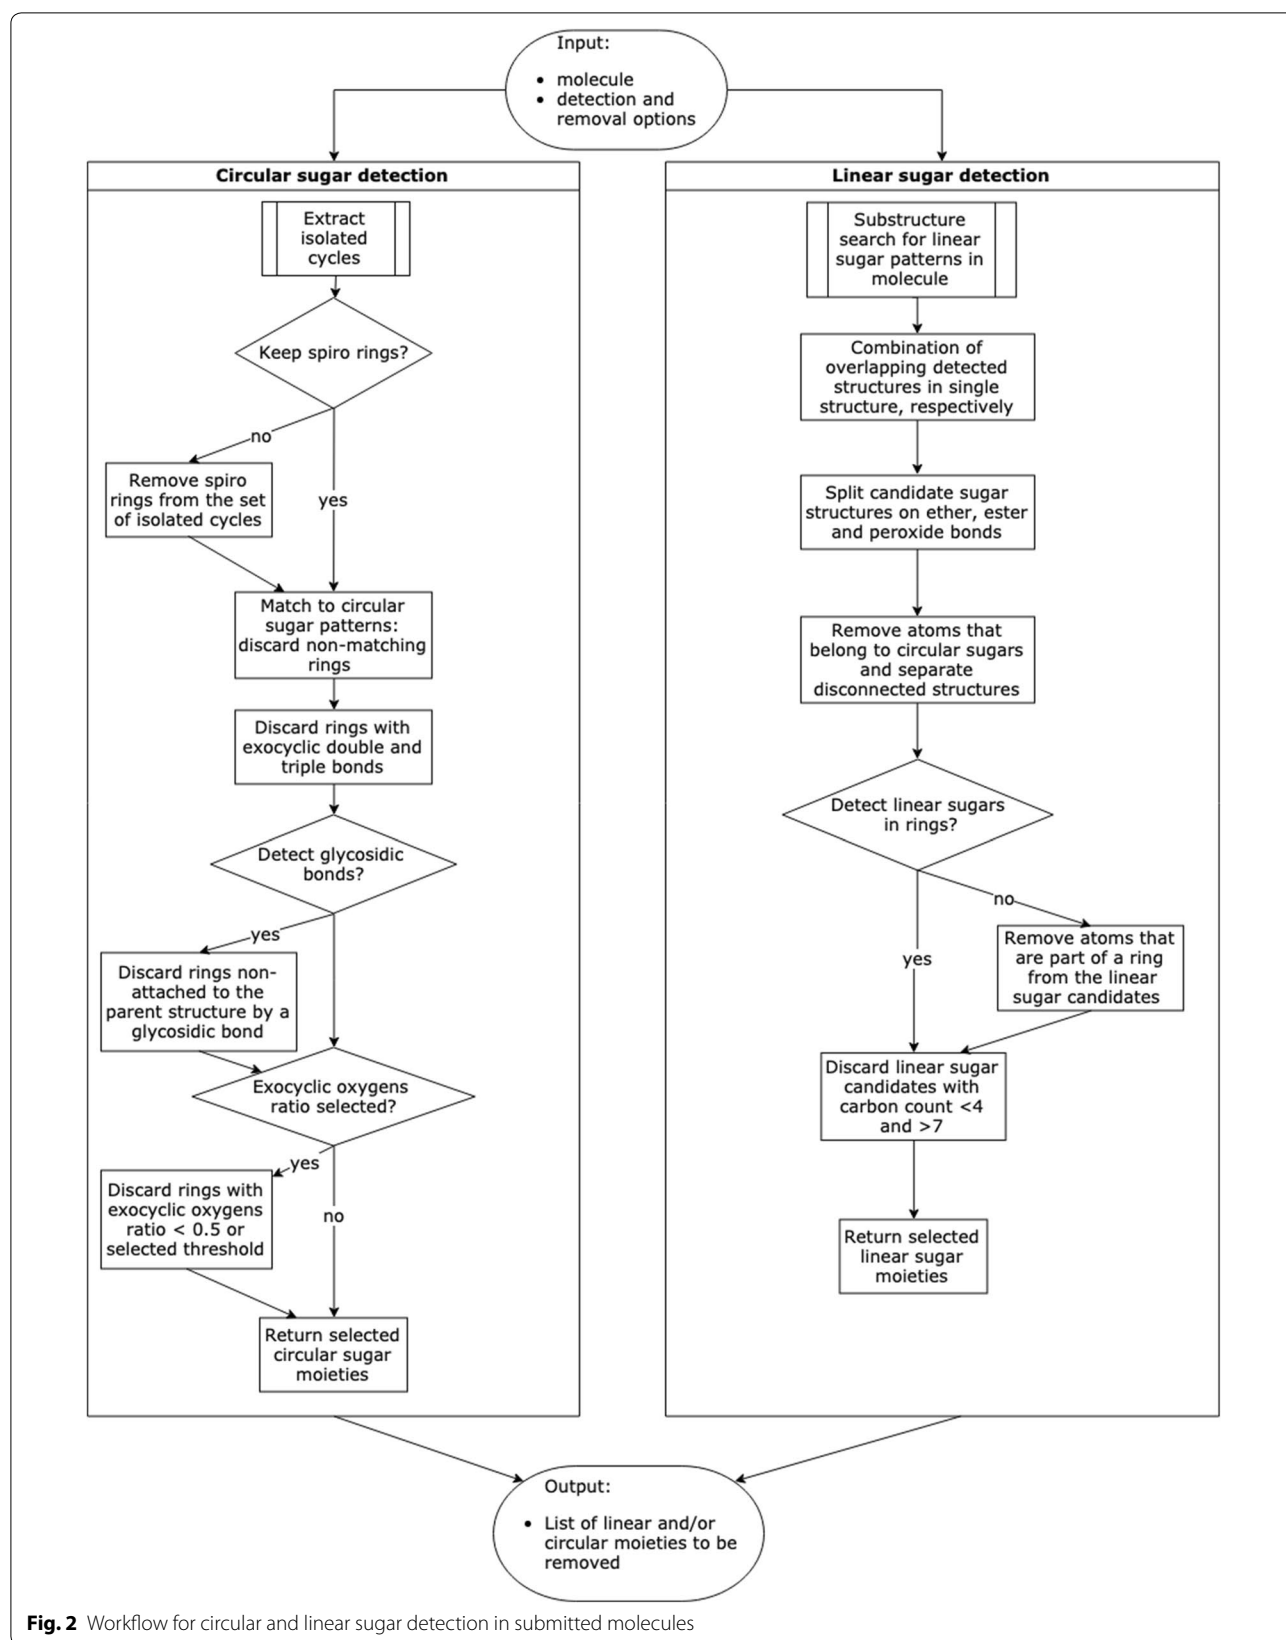 Input:
• molecule
• detection and
removal options
Circular sugar detection
Extract
isolated
cycles
Keep spiro rings?
no
yes
Remove spiro
rings from the set
of isolated cycles
Match to circular
sugar patterns:
discard non-matching
rings
Discard rings with
exocyclic double and
triple bonds
Detect glycosidic
bonds?
yes
Discard rings non-
attached to the
parent structure by a
glycosidic bond
Exocyclic oxygens
ratio selected?
yes
no
Discard rings with
exocyclic oxygens
ratio < 0.5 or
selected threshold
Return selected
circular sugar
moieties
Linear sugar detection
Substructure
search for linear
sugar patterns in
molecule
Combination of
overlapping detected
structures in single
structure, respectively
Split candidate sugar
structures on ether, ester
and peroxide bonds
Remove atoms that
belong to circular sugars
and separate
disconnected structures
Detect linear sugars
in rings?
no
yes
Remove atoms that
are part of a ring
from the linear
sugar candidates
Discard linear sugar
candidates with
carbon count <4
and >7
Return selected
linear sugar
moieties
Output:
• List of linear and/or
circular moieties to be
removed
Fig. 2 Workflow for circular and linear sugar detection in submitted molecules